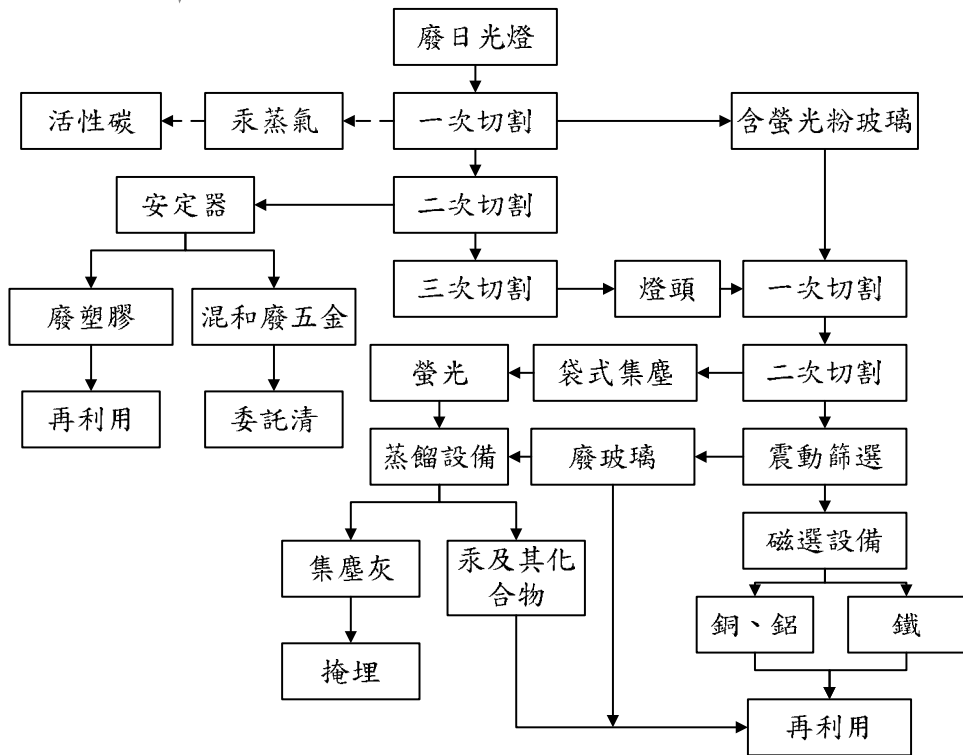 廢日光燈
活性碳
汞蒸氣
一次切割
含螢光粉玻璃
安定器
二次切割
三次切割
燈頭
一次切割
廢塑膠
混和廢五金
螢光
袋式集塵
二次切割
再利用
委託清
蒸餾設備
廢玻璃
震動篩選
集塵灰
汞及其化
合物
磁選設備
銅、鋁
鐵
掩埋
再利用